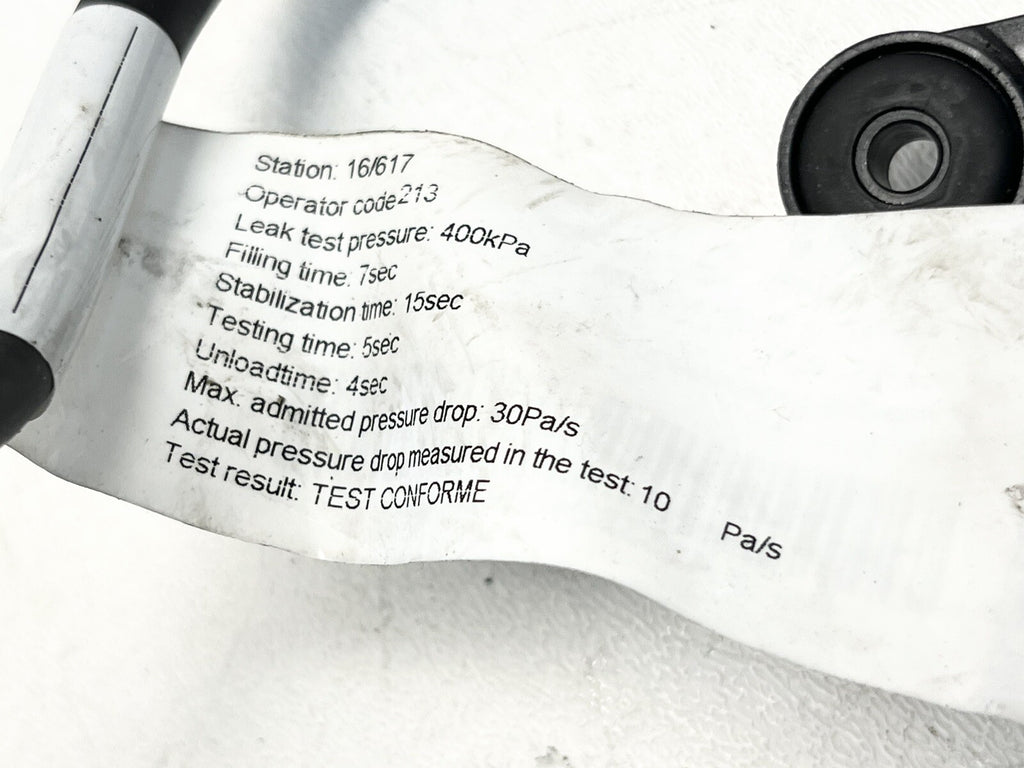 Station: 16/617
Operator code213
Leak test pressure: 400kPa
Filling time: 7sec
Stabilization time: 15sec
Testing time: 5sec
Unloadtime: 4sec
Max. admitted pressure drop: 30Pa/s
Actual pressure drop measured in the test: 10 Pa/s
Test result: TEST CONFORME